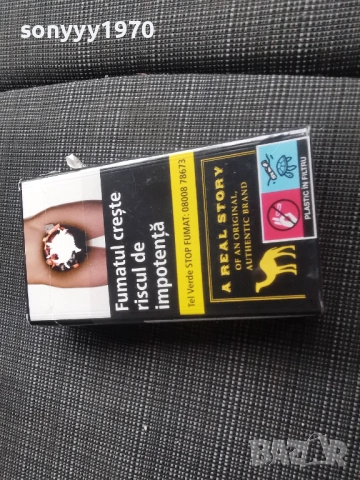 sonyyy1970
Fumatul crește
riscul de
impotență
Tel Verde STOP FUMAT: 08008 78673
A REAL STORY
OF AN ORIGINAL,
AUTHENTIC BRAND
PLASTIC ÎN FILTRU
BAZAR